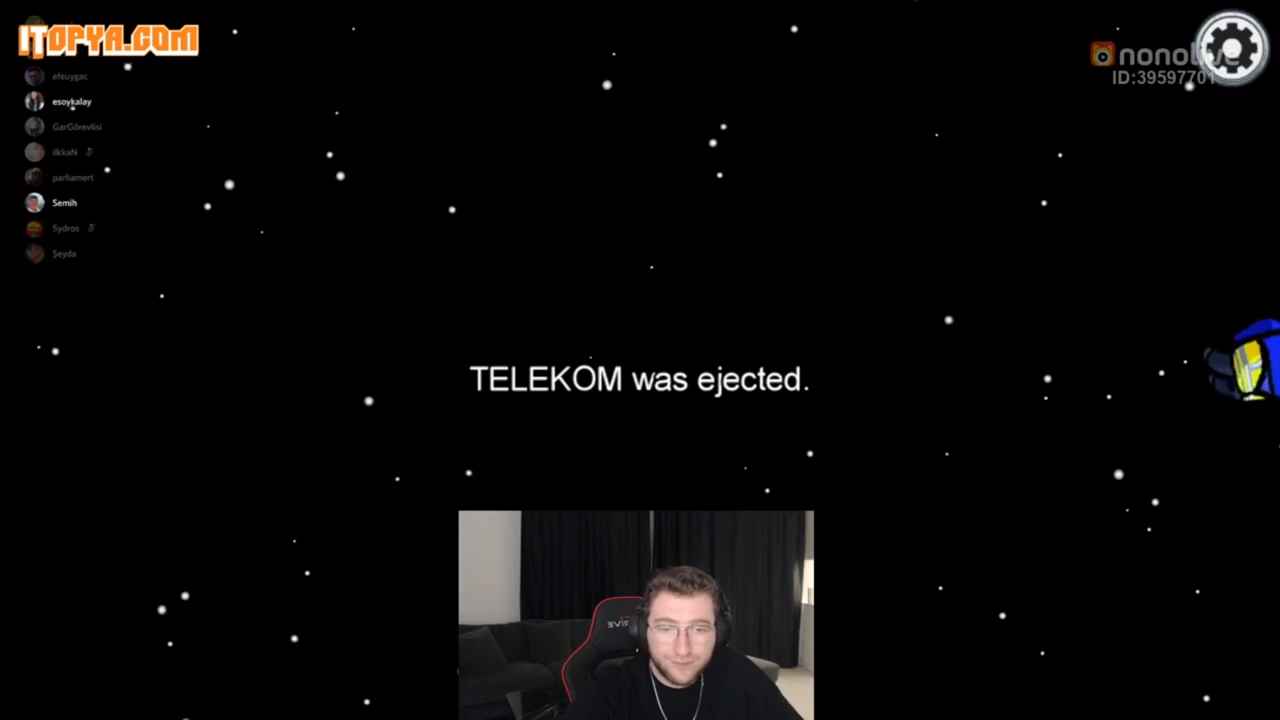 ITOPYA.COM
nonolive
ID:39597701
efeuygac
esoykalay
GarGörevlisi
ilkkaN
parliamert
Semih
Sydros
Şeyda
TELEKOM was ejected.